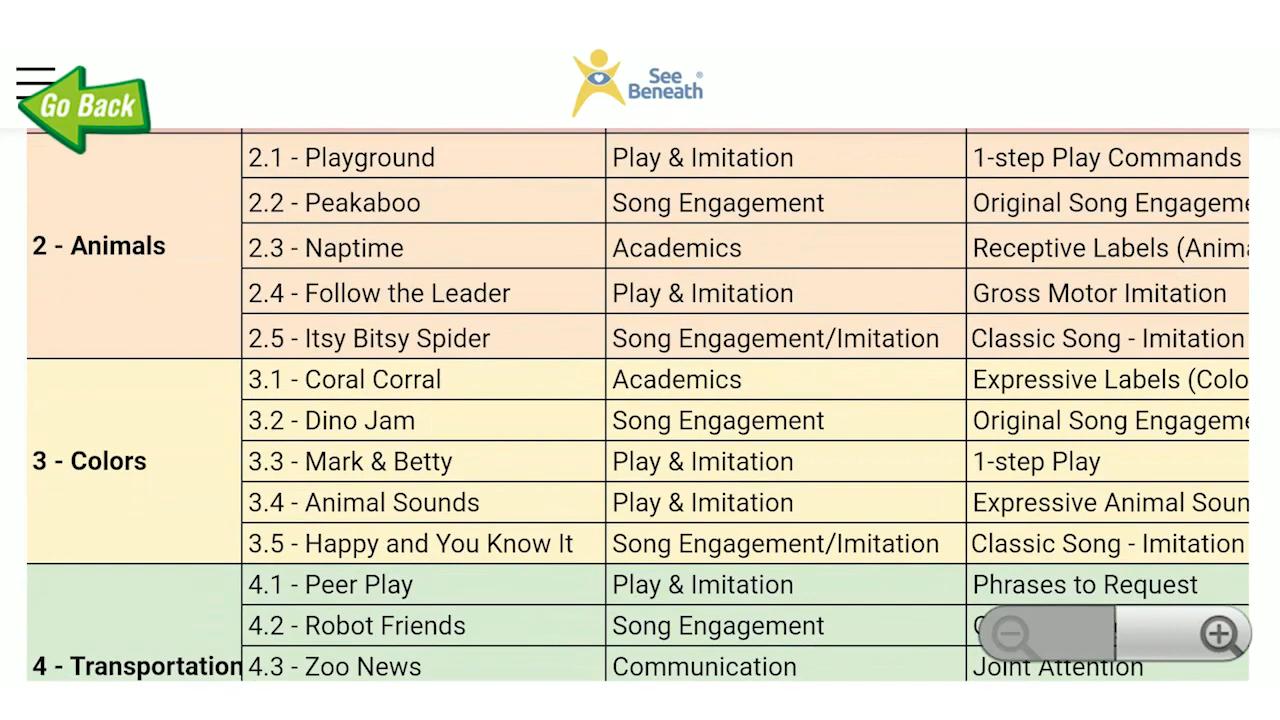 Go Back
See
Beneath®
2.1 - Playground Play & Imitation 1-step Play Commands
2.2 - Peakaboo Song Engagement Original Song
2 - Animals 2.3 - Naptime Academics Receptive Labels
2.4 - Follow the Leader Play & Imitation Gross Motor Imitation
2.5 - Itsy Bitsy Spider Song Engagement/Imitation Classic Song - Imitation
3.1 - Coral Corral Academics Expressive Labels
3.2 - Dino Jam Song Engagement Original Song
3 - Colors 3.3 - Mark & Betty Play & Imitation 1-step Play
3.4 - Animal Sounds Play & Imitation Expressive Animal
3.5 - Happy and You Know It Song Engagement/Imitation Classic Song - Imitation
4.1 - Peer Play Play & Imitation Phrases to Request
4.2 - Robot Friends Song Engagement
4 - Transportation 4.3 - Zoo News Communication Joint Attention